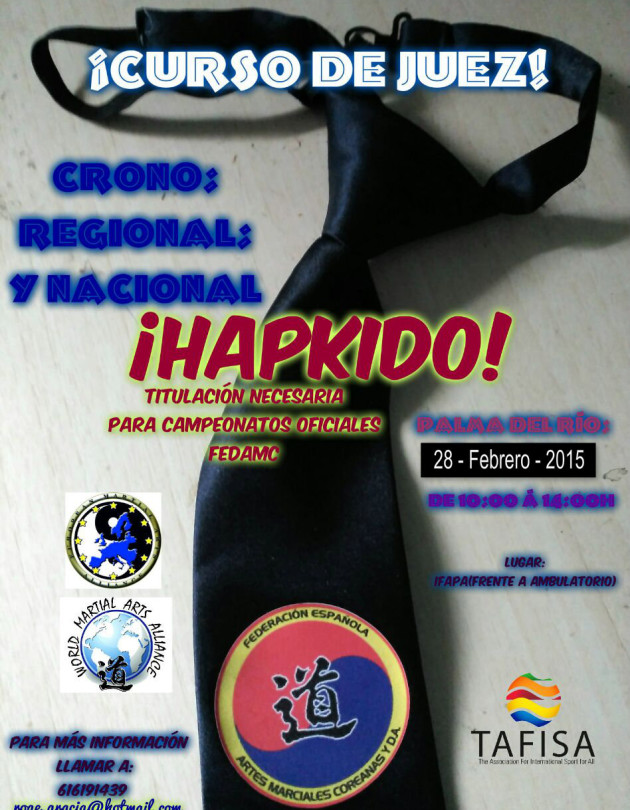 ¡CURSO DE JUEZ!
CRONO;
REGIONAL;
Y NACIONAL
¡HAPKIDO!
TITULACIÓN NECESARIA
PARA CAMPEONATOS OFICIALES
FEDAMC
PALMA DEL RÍO:
28 - Febrero - 2015
DE 10:00 Á 14:00H
LUGAR:
IFAPA(FRENTE A AMBULATORIO)
WORLD MARTIAL ARTS ALLIANCE
道
FEDERACIÓN ESPAÑOLA
道
ARTES MARCIALES COREANAS Y D.A.
TAFISA
The Association For International Sport for All
PARA MÁS INFORMACIÓN
LLAMAR A:
616191439